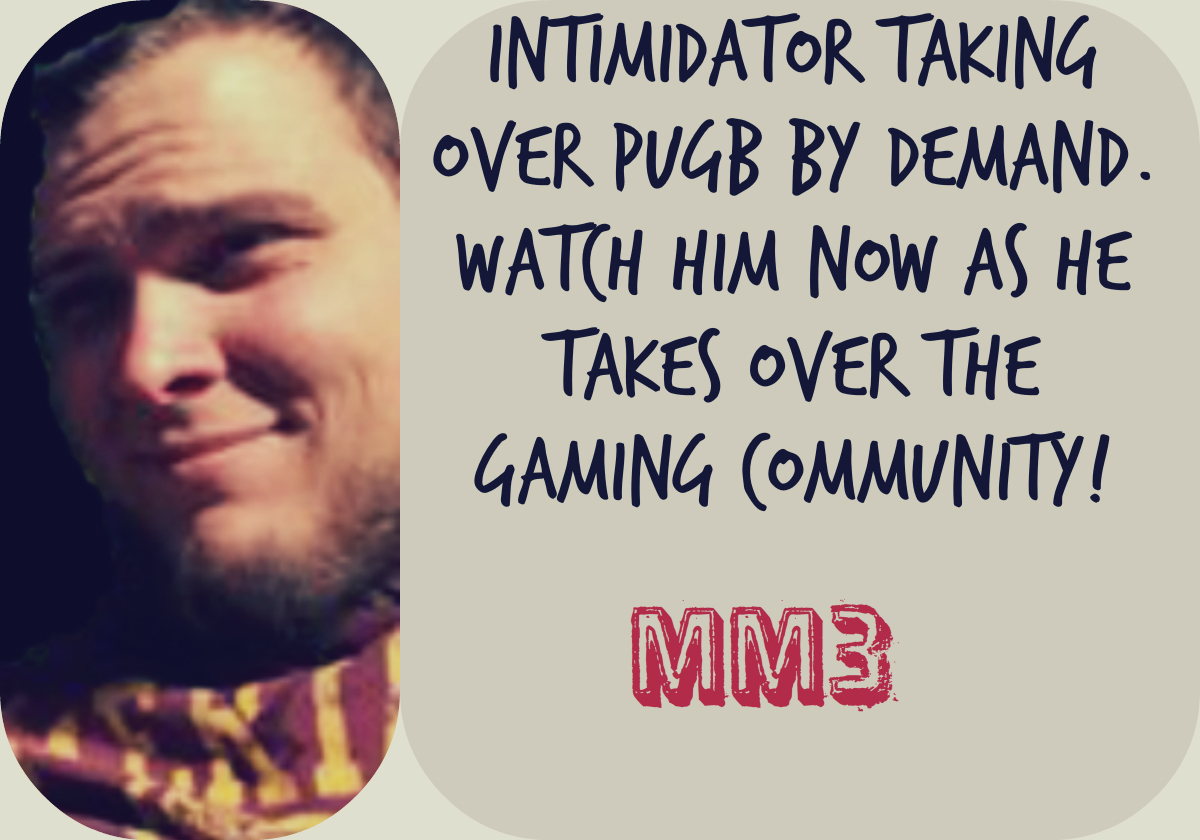 INTIMIDATOR TAKING
OVER PUGB BY DEMAND.
WATCH HIM NOW AS HE
TAKES OVER THE
GAMING COMMUNITY!
MM3